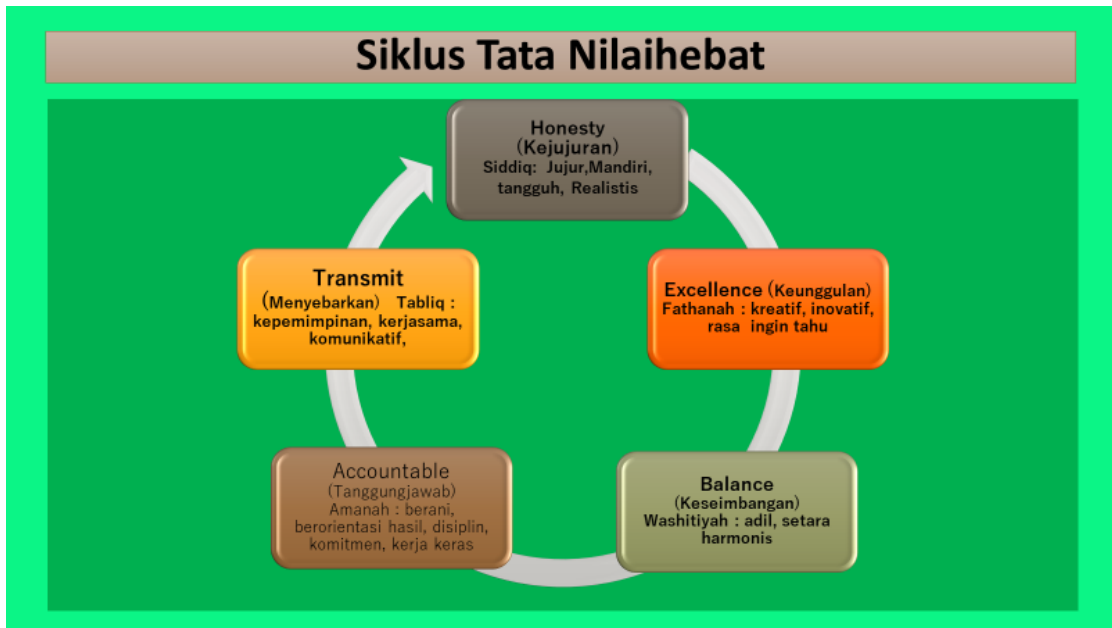 Siklus Tata Nilaihebat
Honesty
(Kejujuran)
Siddiq: Jujur,Mandiri,
tangguh, Realistis
Excellence (Keunggulan)
Fathanah : kreatif, inovatif,
rasa ingin tahu
Balance
(Keseimbangan)
Washitiyah : adil, setara
harmonis
Accountable
(Tanggungjawab)
Amanah : berani,
berorientasi hasil, disiplin,
komitmen, kerja keras
Transmit
(Menyebarkan) Tabliq :
kepemimpinan, kerjasama,
komunikatif,